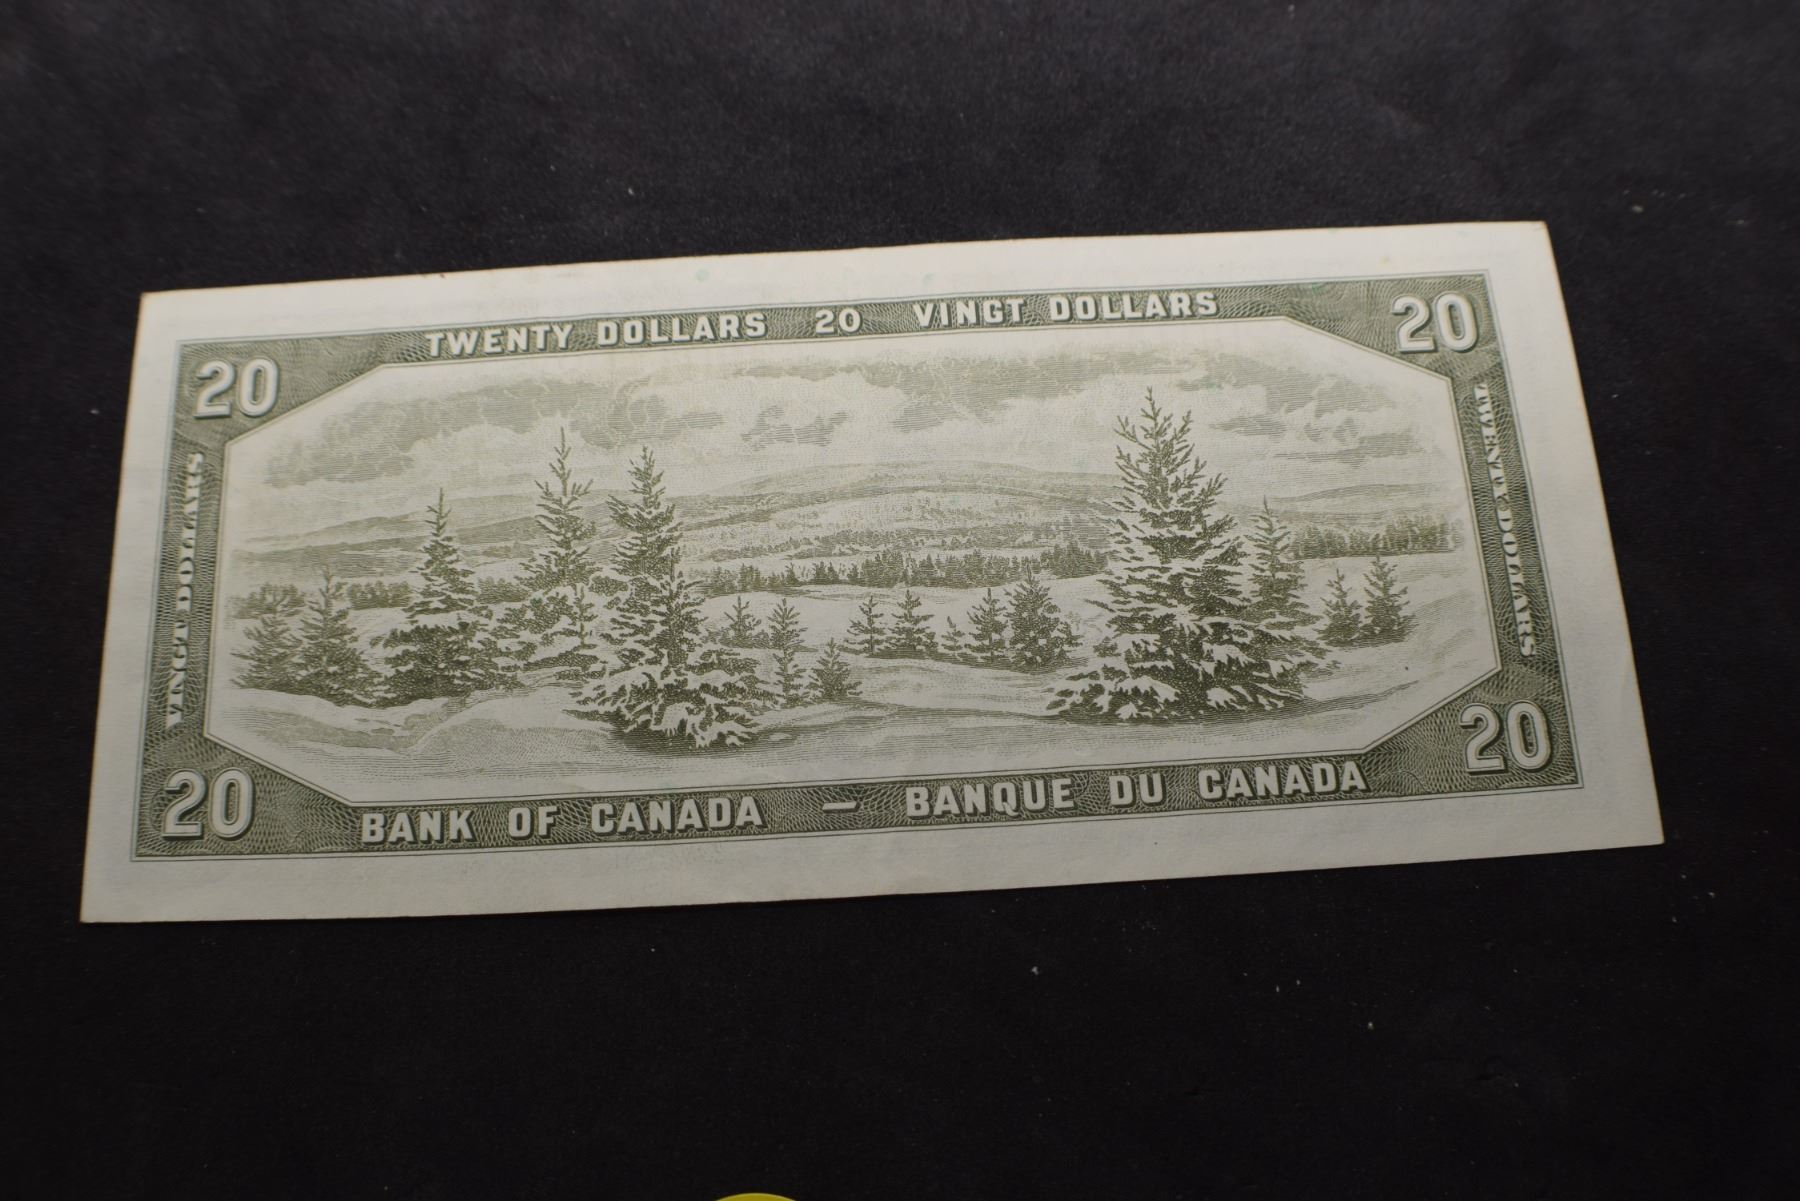 TWENTY DOLLARS 20 VINGT DOLLARS
20
20
VINGT DOLLARS
TWENTY DOLLARS
20
20
BANK OF CANADA — BANQUE DU CANADA